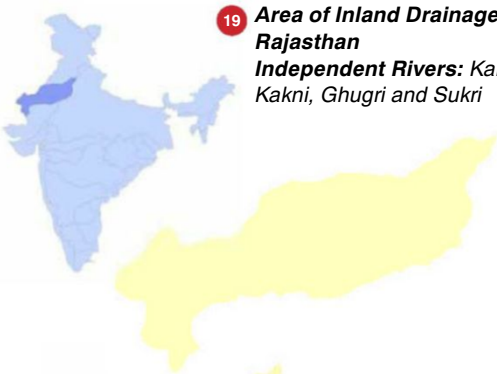 19 Area of Inland Drainage
Rajasthan
Independent Rivers:
Kakni, Ghugri and Sukri